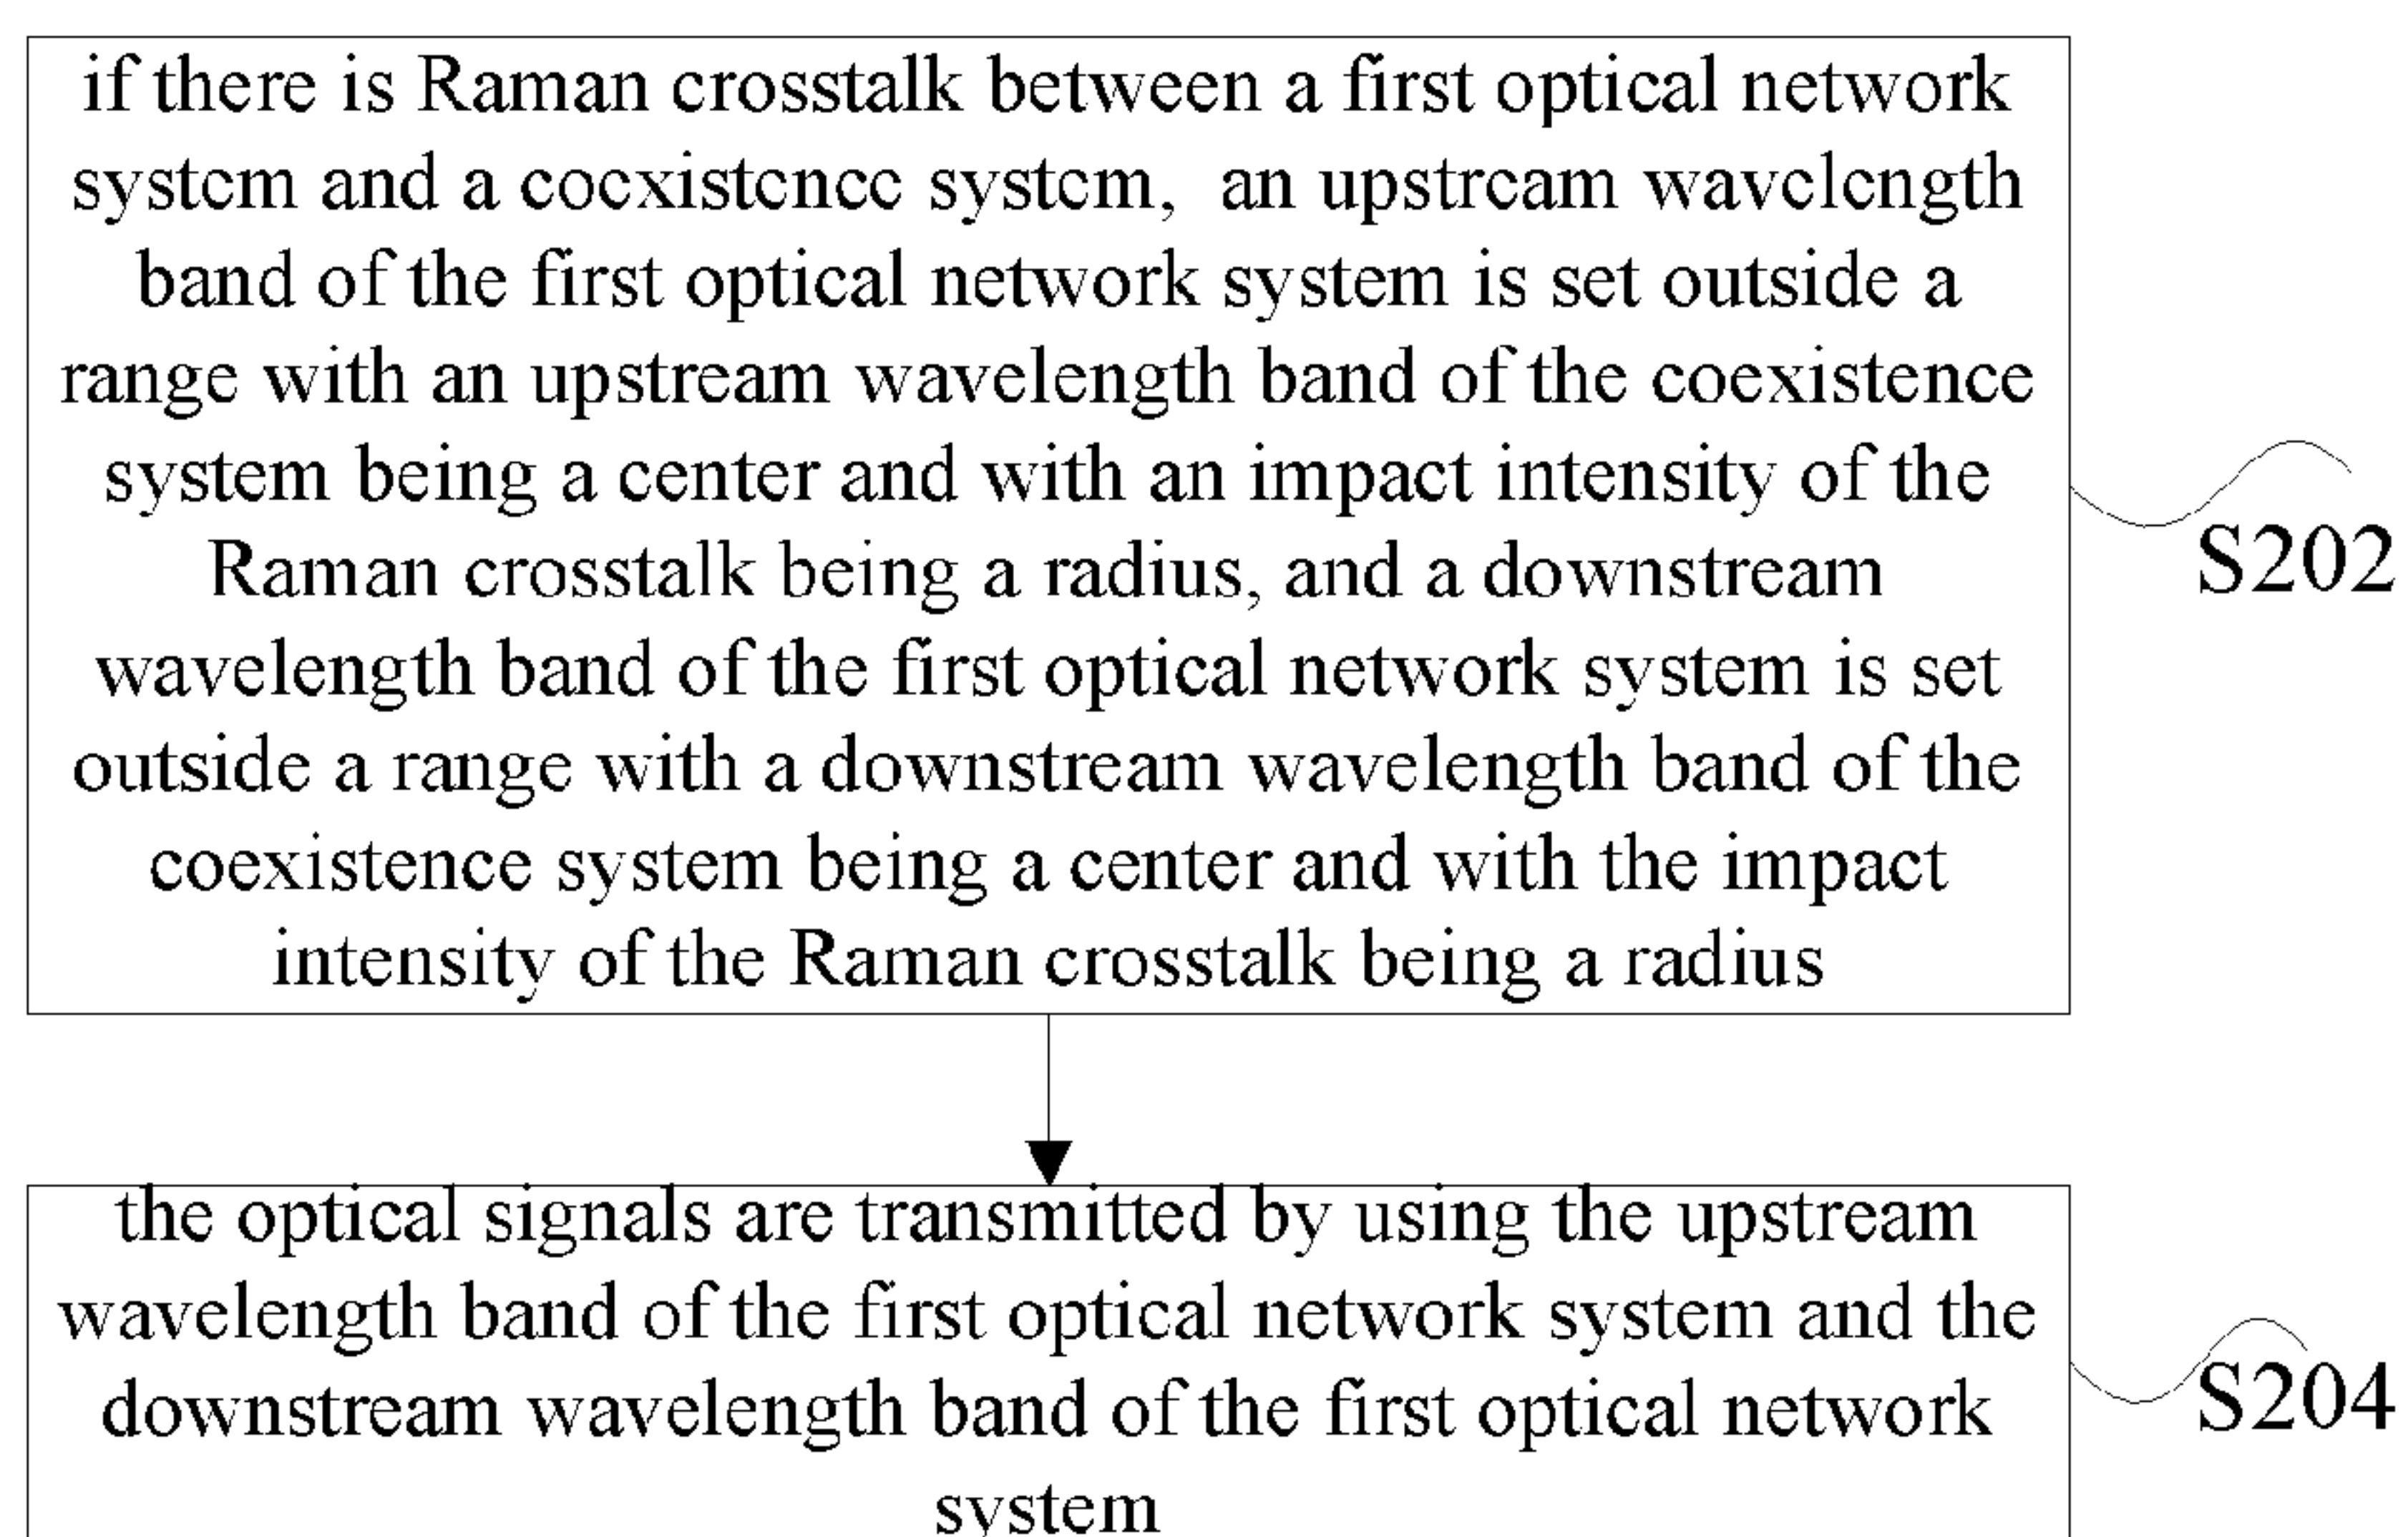 if there is Raman crosstalk between a first optical network
system and a coexistence system, an upstream wavelength
band of the first optical network system is set outside a
range with an upstream wavelength band of the coexistence
system being a center and with an impact intensity of the
Raman crosstalk being a radius, and a downstream
wavelength band of the first optical network system is set
outside a range with a downstream wavelength band of the
coexistence system being a center and with the impact
intensity of the Raman crosstalk being a radius
S202
the optical signals are transmitted by using the upstream
wavelength band of the first optical network system and the
downstream wavelength band of the first optical network
system
S204